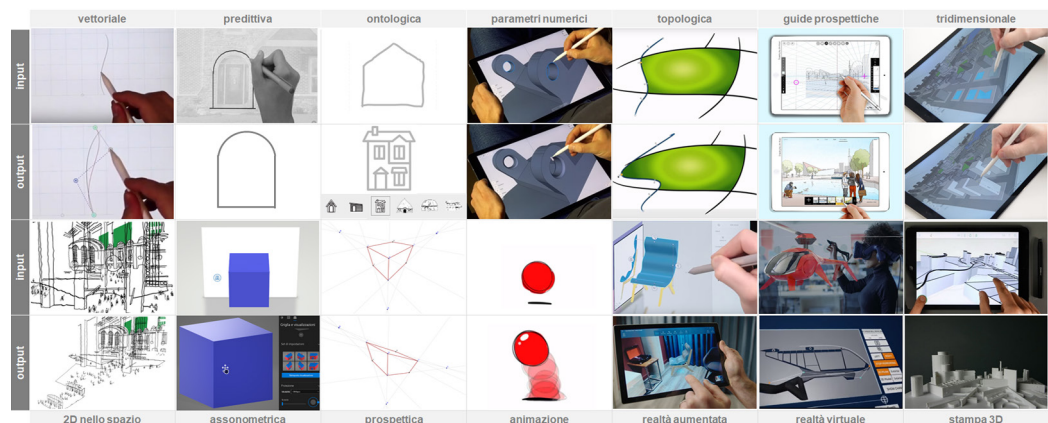 vettoriale predittiva ontologica parametri numerici topologica guide prospettiche tridimensionale
input
output
input
output
2D nello spazio assonometrica prospettica animazione realtà aumentata realtà virtuale stampa 3D